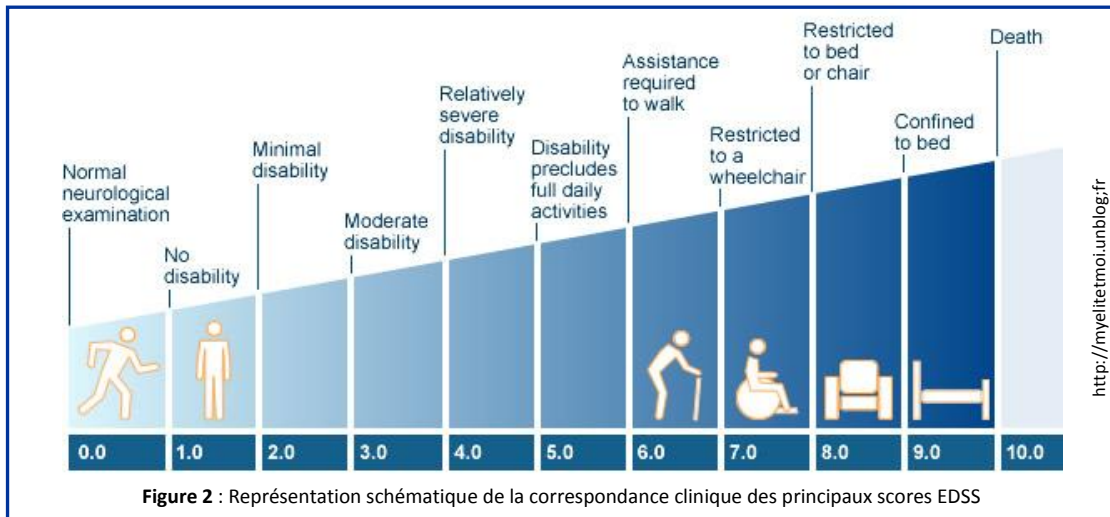 Normal
neurological
examination
No
disability
Minimal
disability
Moderate
disability
Relatively
severe
disability
Disability
precludes
full daily
activities
Assistance
required
to walk
Restricted
to a
wheelchair
Restricted
to bed
or chair
Confined
to bed
Death
0.0 1.0 2.0 3.0 4.0 5.0 6.0 7.0 8.0 9.0 10.0
http://myelitetmoi.unblog;fr
Figure 2 : Représentation schématique de la correspondance clinique des principaux scores EDSS